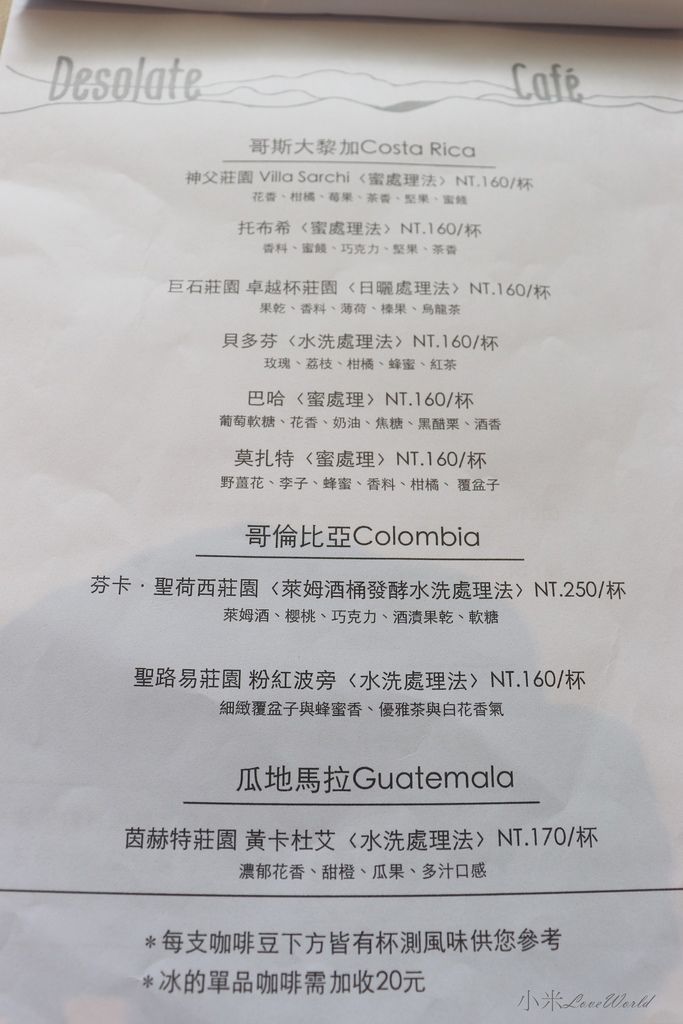 Desolate Café
哥斯大黎加Costa Rica
神父莊園 Villa Sarchi〈蜜處理法〉NT.160/杯
花香、柑橘、莓果、茶香、堅果、蜜餞
托布希〈蜜處理法〉NT.160/杯
香料、蜜餞、巧克力、堅果、茶香
巨石莊園 卓越杯莊園〈日曬處理法〉NT.160/杯
果乾、香料、薄荷、榛果、烏龍茶
貝多芬〈水洗處理法〉NT.160/杯
玫瑰、荔枝、柑橘、蜂蜜、紅茶
巴哈〈蜜處理〉NT.160/杯
葡萄軟糖、花香、奶油、焦糖、黑醋栗、酒香
莫扎特〈蜜處理〉NT.160/杯
野薑花、李子、蜂蜜、香料、柑橘、覆盆子
哥倫比亞Colombia
芬卡·聖荷西莊園〈萊姆酒桶發酵水洗處理法〉NT.250/杯
萊姆酒、櫻桃、巧克力、酒漬果乾、軟糖
聖路易莊園 粉紅波旁〈水洗處理法〉NT.160/杯
細緻覆盆子與蜂蜜香、優雅茶與白花香氣
瓜地馬拉Guatemala
茵赫特莊園 黃卡杜艾〈水洗處理法〉NT.170/杯
濃郁花香、甜橙、瓜果、多汁口感
*每支咖啡豆下方皆有杯測風味供您參考
*冰的單品咖啡需加收20元
小米LoveWorld